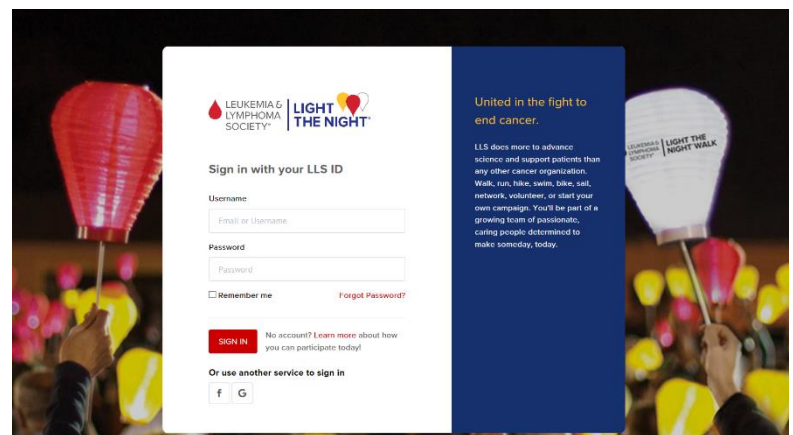 LEUKEMIA &
LYMPHOMA
SOCIETY®
LIGHT
THE NIGHT®
Sign in with your LLS ID
Username
Email or Username
Password
Password
Remember me
Forgot Password?
SIGN IN
No account? Learn more about how
you can participate today!
Or use another service to sign in
f
G
United in the fight to
end cancer.
LLS does more to advance
science and support patients than
any other cancer organization.
Walk, run, hike, swim, bike, sail,
network, volunteer, or start your
own campaign. You'll be part of a
growing team of passionate,
caring people determined to
make someday, today.
LEUKEMIA &
LYMPHOMA
SOCIETY
LIGHT THE
NIGHT WALK